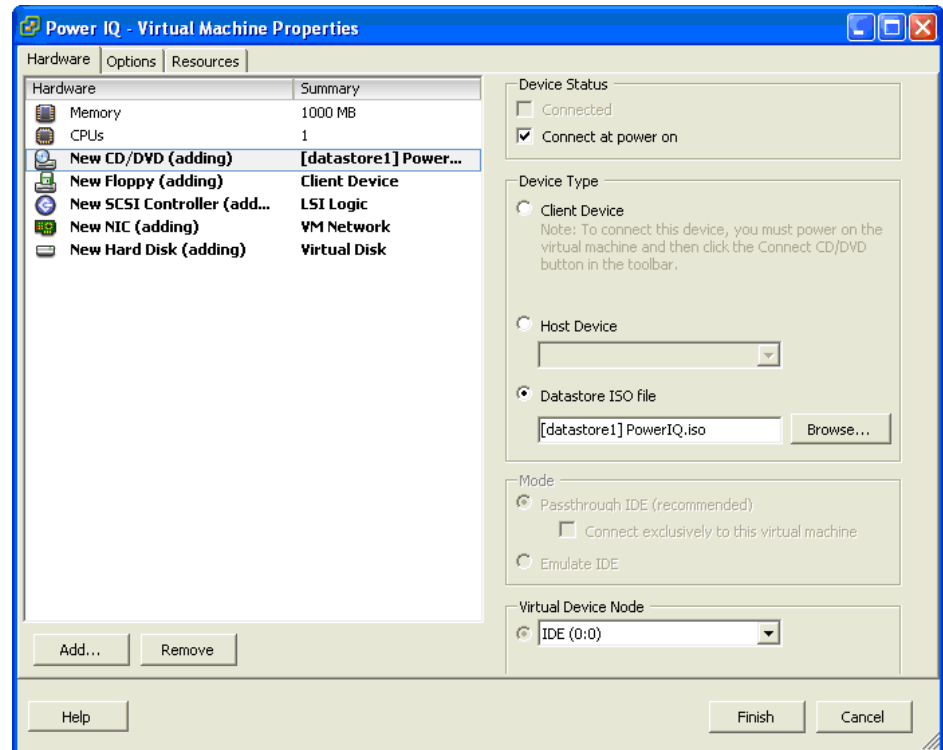 Power IQ - Virtual Machine Properties
Hardware Options Resources
Hardware Summary
Memory 1000 MB
CPUs 1
New CD/DVD (adding) [datastore1] Power...
New Floppy (adding) Client Device
New SCSI Controller (add... LSI Logic
New NIC (adding) VM Network
New Hard Disk (adding) Virtual Disk
Add... Remove
Device Status
Connected
Connect at power on
Device Type
Client Device
Note: To connect this device, you must power on the
virtual machine and then click the Connect CD/DVD
button in the toolbar.
Host Device
Datastore ISO file
[datastore1] PowerIQ.iso Browse...
Mode
Passthrough IDE (recommended)
Connect exclusively to this virtual machine
Emulate IDE
Virtual Device Node
IDE (0:0)
Help Finish Cancel